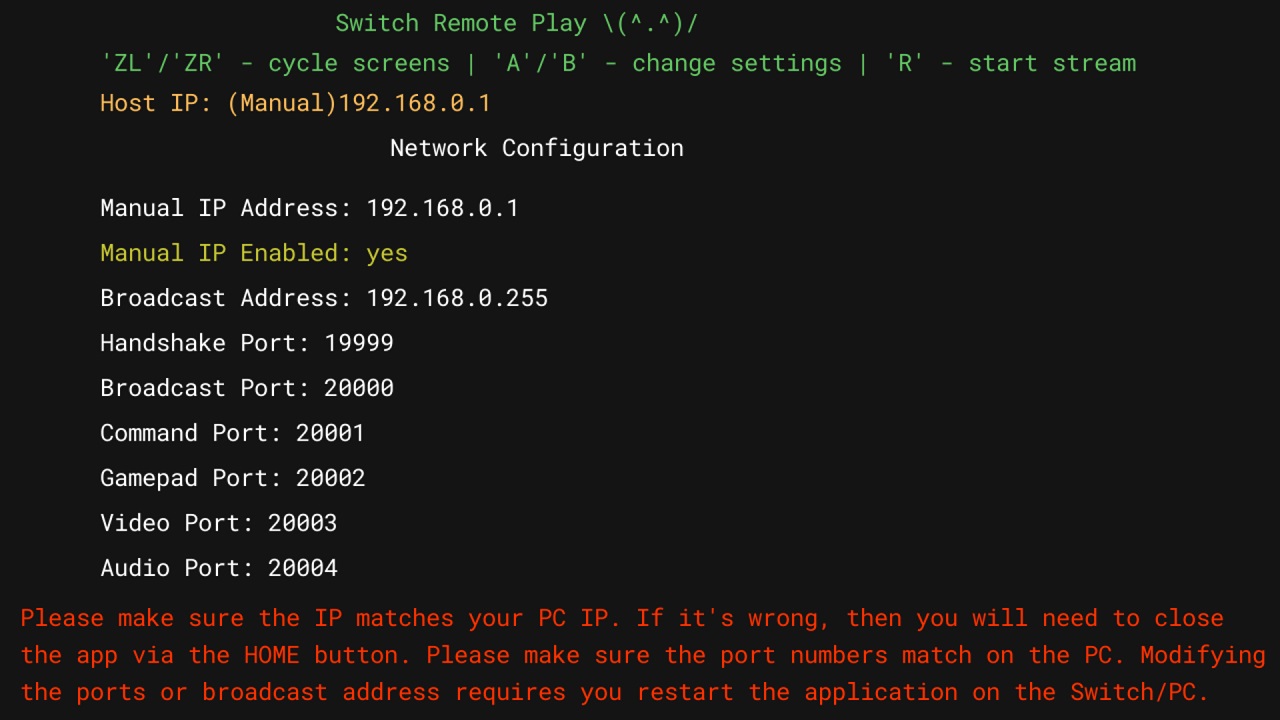 Switch Remote Play \(^.^)/
'ZL'/'ZR' - cycle screens | 'A'/'B' - change settings | 'R' - start stream
Host IP: (Manual)192.168.0.1
Network Configuration
Manual IP Address: 192.168.0.1
Manual IP Enabled: yes
Broadcast Address: 192.168.0.255
Handshake Port: 19999
Broadcast Port: 20000
Command Port: 20001
Gamepad Port: 20002
Video Port: 20003
Audio Port: 20004
Please make sure the IP matches your PC IP. If it's wrong, then you will need to close
the app via the HOME button. Please make sure the port numbers match on the PC. Modifying
the ports or broadcast address requires you restart the application on the Switch/PC.